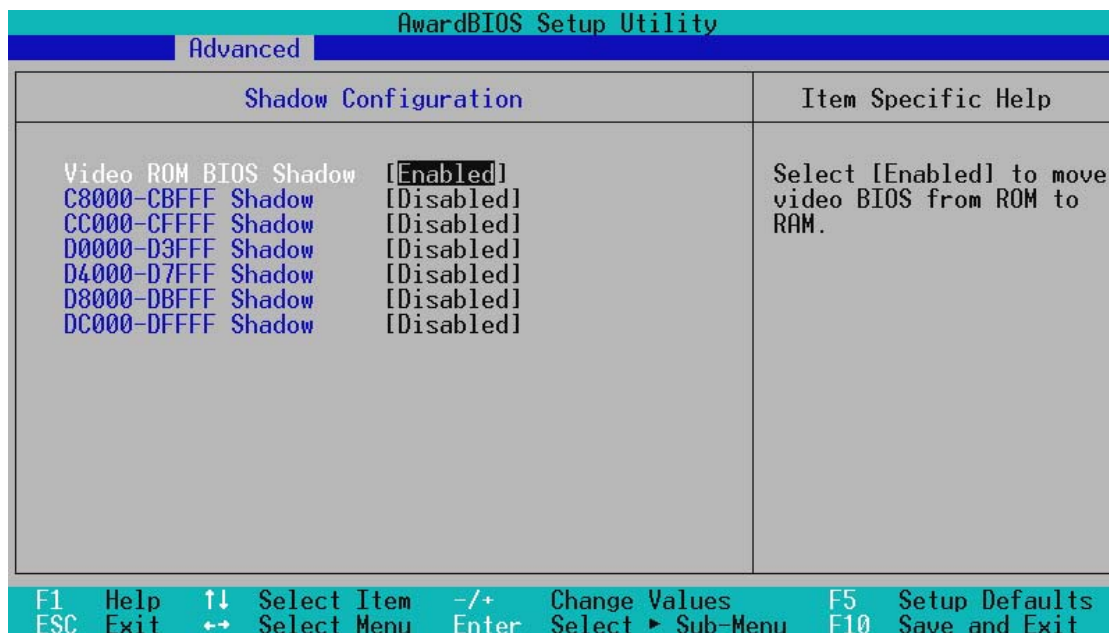 AwardBIOS Setup Utility
Advanced
Shadow Configuration
Item Specific Help
Video ROM BIOS Shadow [Enabled]
C8000-CBFFF Shadow [Disabled]
CC000-CFFFF Shadow [Disabled]
D0000-D3FFF Shadow [Disabled]
D4000-D7FFF Shadow [Disabled]
D8000-DBFFF Shadow [Disabled]
DC000-DFFFF Shadow [Disabled]
Select [Enabled] to move
video BIOS from ROM to
RAM.
F1 Help ↑↓ Select Item -/+ Change Values F5 Setup Defaults
ESC Exit ←→ Select Menu Enter Select ► Sub-Menu F10 Save and Exit